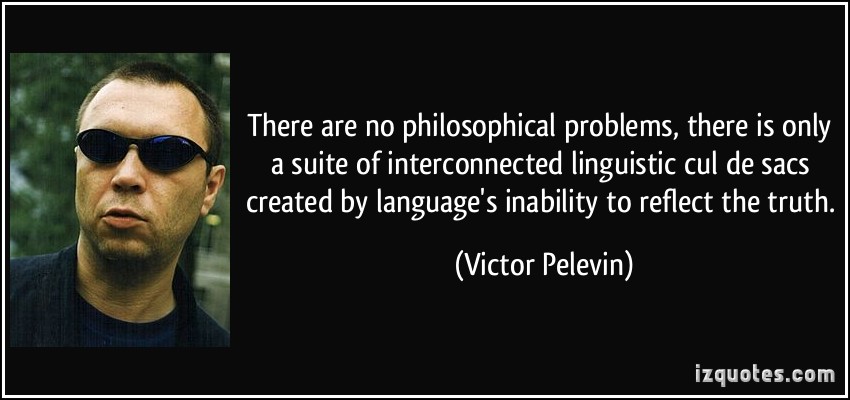 There are no philosophical problems, there is only
a suite of interconnected linguistic cul de sacs
created by language's inability to reflect the truth.
(Victor Pelevin)
izquotes.com